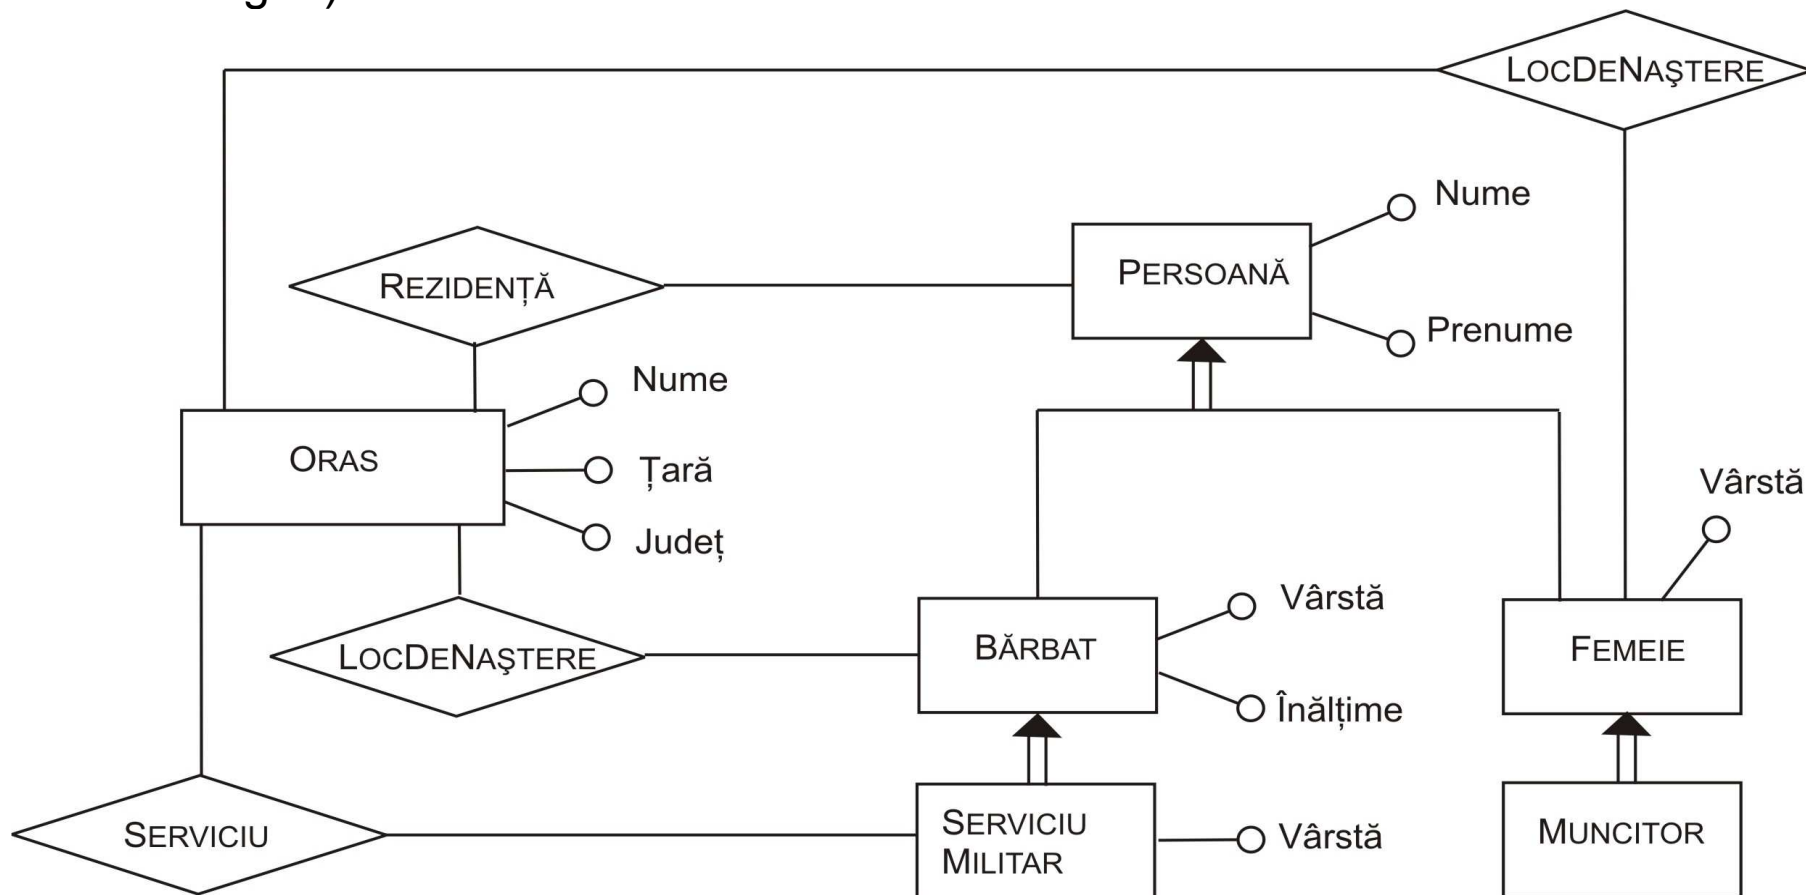 LOCDENAŞTERE
Nume
PERSOANĂ
REZIDENȚĂ
Prenume
Nume
ORAS
Țară
Vârstă
Județ
Vârstă
LOCDENAŞTERE
BĂRBAT
FEMEIE
Înălțime
SERVICIU
SERVICIU
MILITAR
Vârstă
MUNCITOR